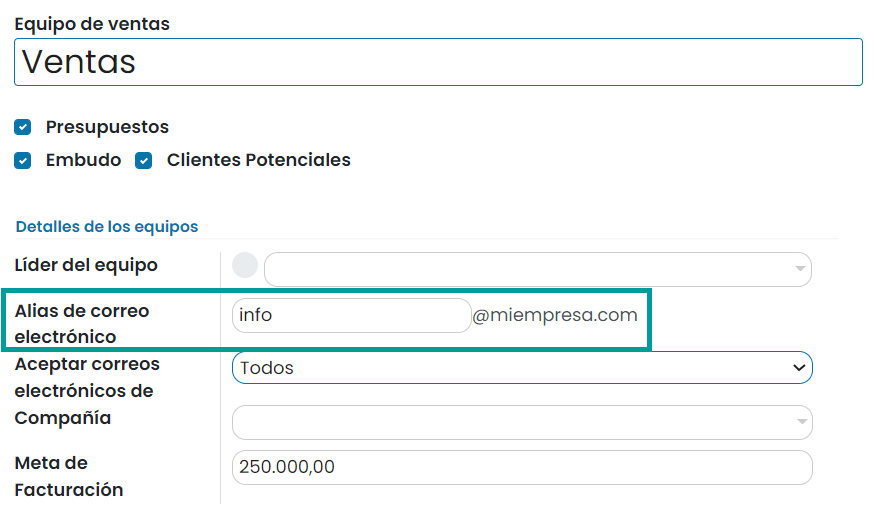 Equipo de ventas
Ventas
Presupuestos
Embudo Clientes Potenciales
Detalles de los equipos
Líder del equipo
Alias de correo electrónico info @miempresa.com
Aceptar correos electrónicos de Todos
Compañía
Meta de Facturación 250.000,00